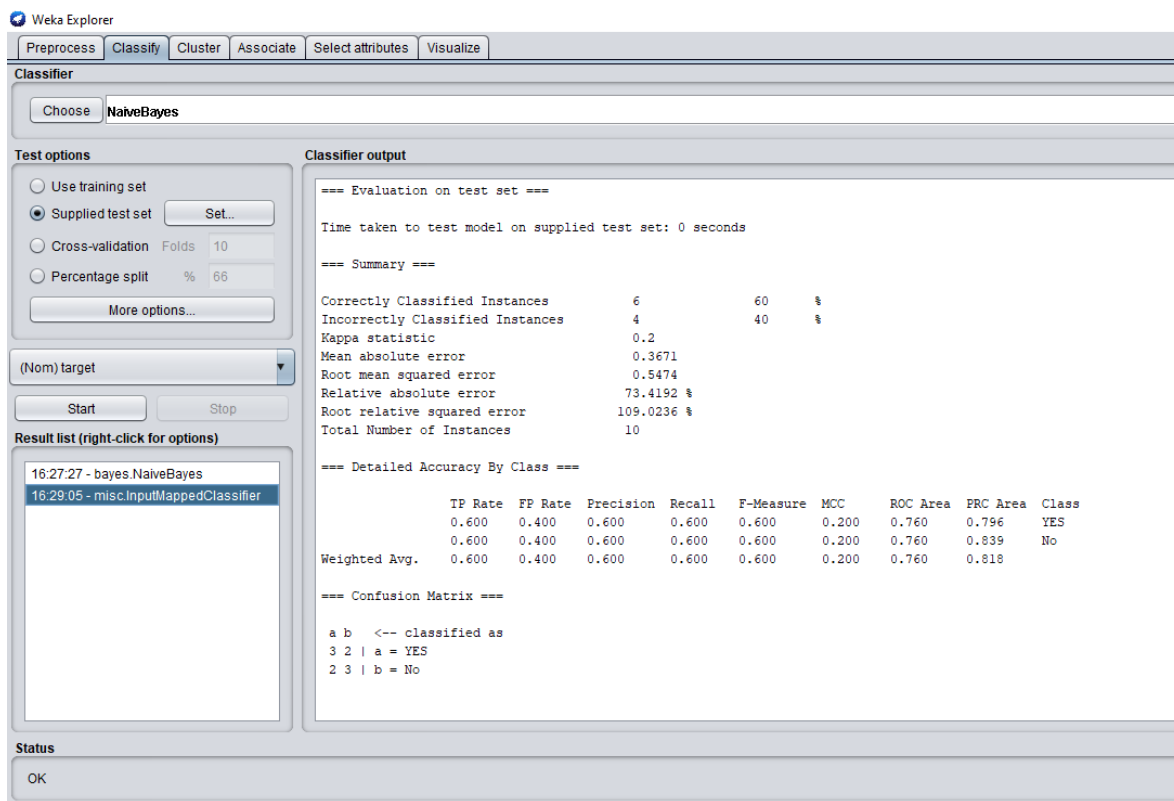 Weka Explorer
Preprocess Classify Cluster Associate Select attributes Visualize
Classifier
Choose NaiveBayes
Test options
Use training set
Supplied test set Set...
Cross-validation Folds 10
Percentage split % 66
More options...
(Nom) target
Start Stop
Result list (right-click for options)
16:27:27 - bayes.NaiveBayes
16:29:05 - misc.InputMappedClassifier
Classifier output
=== Evaluation on test set ===
Time taken to test model on supplied test set: 0 seconds
=== Summary ===
Correctly Classified Instances 6 60 %
Incorrectly Classified Instances 4 40 %
Kappa statistic 0.2
Mean absolute error 0.3671
Root mean squared error 0.5474
Relative absolute error 73.4192 %
Root relative squared error 109.0236 %
Total Number of Instances 10
=== Detailed Accuracy By Class ===
TP Rate FP Rate Precision Recall F-Measure MCC ROC Area PRC Area Class
0.600 0.400 0.600 0.600 0.600 0.200 0.760 0.796 YES
0.600 0.400 0.600 0.600 0.600 0.200 0.760 0.839 No
Weighted Avg. 0.600 0.400 0.600 0.600 0.600 0.200 0.760 0.818
=== Confusion Matrix ===
a b <-- classified as
3 2 | a = YES
2 3 | b = No
Status
OK